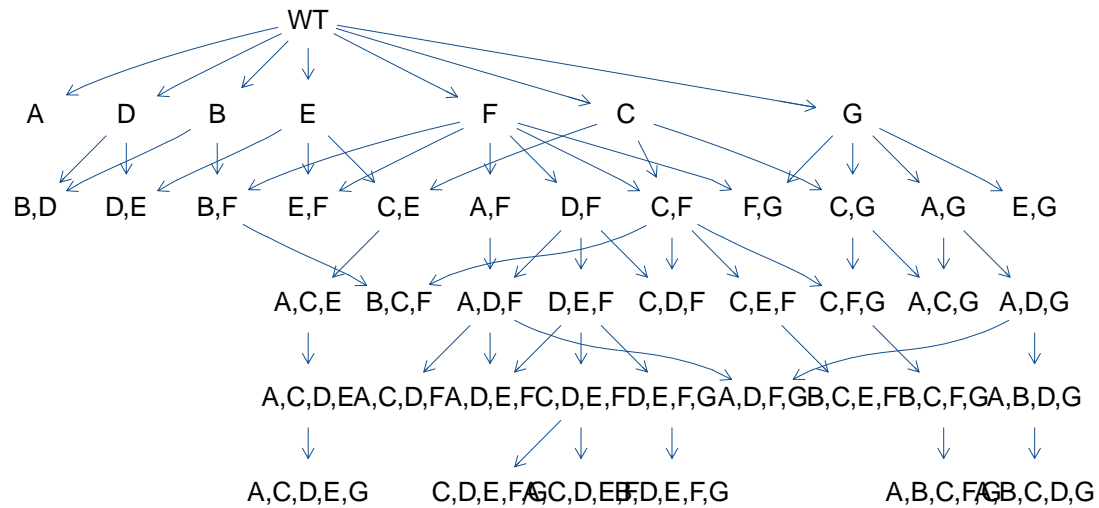 WT
A D B E F C G
B,D D,E B,F E,F C,E A,F D,F C,F F,G C,G A,G E,G
A,C,E B,C,F A,D,F D,E,F C,D,F C,E,F C,F,G A,C,G A,D,G
A,C,D,E A,C,D,F A,D,E,F C,D,E,F D,E,F,G A,D,F,G B,C,E,F B,C,F,G A,B,D,G
A,C,D,E,G C,D,E,F,G A,C,D,E,F B,D,E,F,G A,B,C,F,G A,B,C,D,G